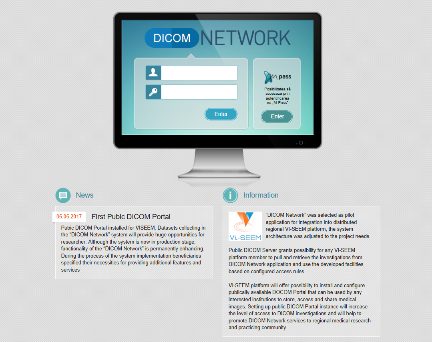 DICOM NETWORK
pass
Enter
Enter
News
Information
05.06.2017 First Public DICOM Portal
Public DICOM Portal installed for VISEEM. Datasets collecting in
the "DICOM Network" system will provide huge opportunities for
researcher. Although the system is now in production stage,
functionality of the "DICOM Network" is permanently enhancing.
During the process of the system implementation beneficiaries
specified their necessities for providing additional features and
services
VI-SEEM
"DICOM Network" was selected as pilot
application for integration into distributed
regional VI-SEEM platform, the system
architecture was adjusted to the project needs
Public DICOM Server grants possibility for any VI-SEEM
platform member to pull and retrieve the investigations from
DICOM Network application and use the developed facilities
based on configured access rules
VI-SEEM platform will offer possibility to install and configure
publically available DOCOM Portal that can be used by any
interested institutions to store, access and share medical
images. Setting up public DICOM Portal instance will increase
the level of access to DICOM investigations and will help to
promote DICOM Network services to regional medical research
and practicing community